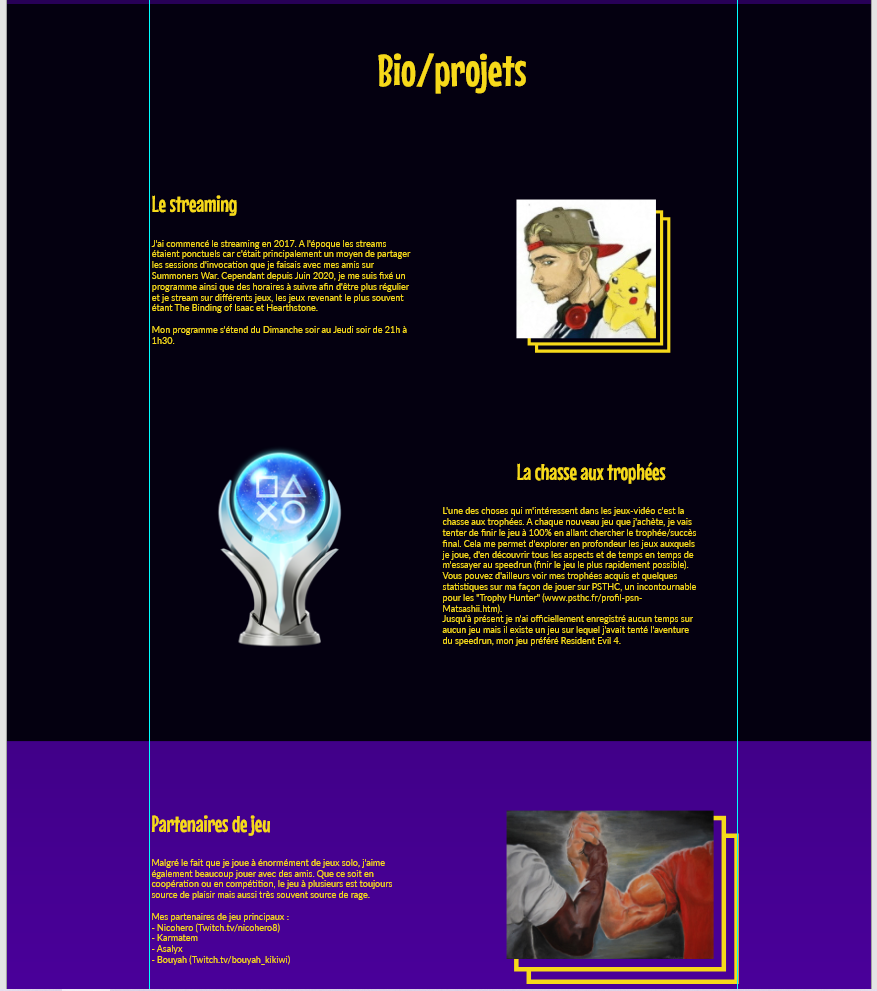 Bio/projets
Le streaming
J'ai commencé le streaming en 2017. A l'époque les streams
étaient ponctuels car c'était principalement un moyen de partager
les sessions d'invocation que je faisais avec mes amis sur
Summoners War. Cependant depuis Juin 2020, je me suis fixé un
programme ainsi que des horaires à suivre afin d'être plus régulier
et je stream sur différents jeux, les jeux revenant le plus souvent
étant The Binding of Isaac et Hearthstone.
Mon programme s'étend du Dimanche soir au Jeudi soir de 21h à
1h30.
La chasse aux trophées
L'une des choses qui m'intéressent dans les jeux-vidéo c'est la
chasse aux trophées. A chaque nouveau jeu que j'achète, je vais
tenter de finir le jeu à 100% en allant chercher le trophée/succès
final. Cela me permet d'explorer en profondeur les jeux auxquels
je joue, d'en découvrir tous les aspects et de temps en temps de
m'essayer au speedrun (finir le jeu le plus rapidement possible).
Vous pouvez d'ailleurs voir mes trophées acquis et quelques
statistiques sur ma façon de jouer sur PSTHC, un incontournable
pour les "Trophy Hunter" (www.psthc.fr/profil-psn-
Matsashii.htm).
Jusqu'à présent je n'ai officiellement enregistré aucun temps sur
aucun jeu mais il existe un jeu sur lequel j'avait tenté l'aventure
du speedrun, mon jeu préféré Resident Evil 4.
Partenaires de jeu
Malgré le fait que je joue à énormément de jeux solo, j'aime
également beaucoup jouer avec des amis. Que ce soit en
coopération ou en compétition, le jeu à plusieurs est toujours
source de plaisir mais aussi très souvent source de rage.
Mes partenaires de jeu principaux :
- Nicohero (Twitch.tv/nicohero8)
- Karmatem
- Asalyx
- Bouyah (Twitch.tv/bouyah_kikiwi)